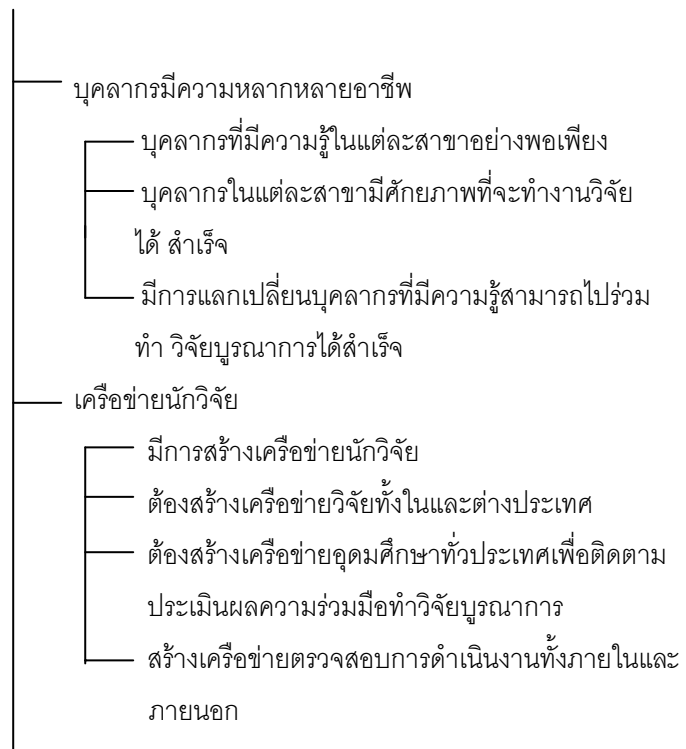 บุคลากรมีความหลากหลายอาชีพ
บุคลากรที่มีความรู้ในแต่ละสาขาอย่างพอเพียง
บุคลากรในแต่ละสาขามีศักยภาพที่จะทำงานวิจัย
ได้ สำเร็จ
มีการแลกเปลี่ยนบุคลากรที่มีความรู้สามารถไปร่วม
ทำ วิจัยบูรณาการได้สำเร็จ
เครือข่ายนักวิจัย
มีการสร้างเครือข่ายนักวิจัย
ต้องสร้างเครือข่ายวิจัยทั้งในและต่างประเทศ
ต้องสร้างเครือข่ายอุดมศึกษาทั่วประเทศเพื่อติดตาม
ประเมินผลความร่วมมือทำวิจัยบูรณาการ
สร้างเครือข่ายตรวจสอบการดำเนินงานทั้งภายในและ
ภายนอก